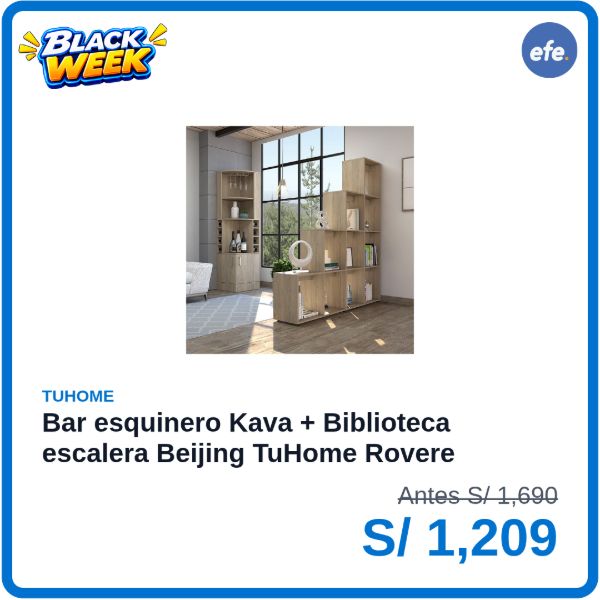 BLACK
WEEK
efe.
TUHOME
Bar esquinero Kava + Biblioteca
escalera Beijing TuHome Rovere
Antes S/ 1,690
S/ 1,209